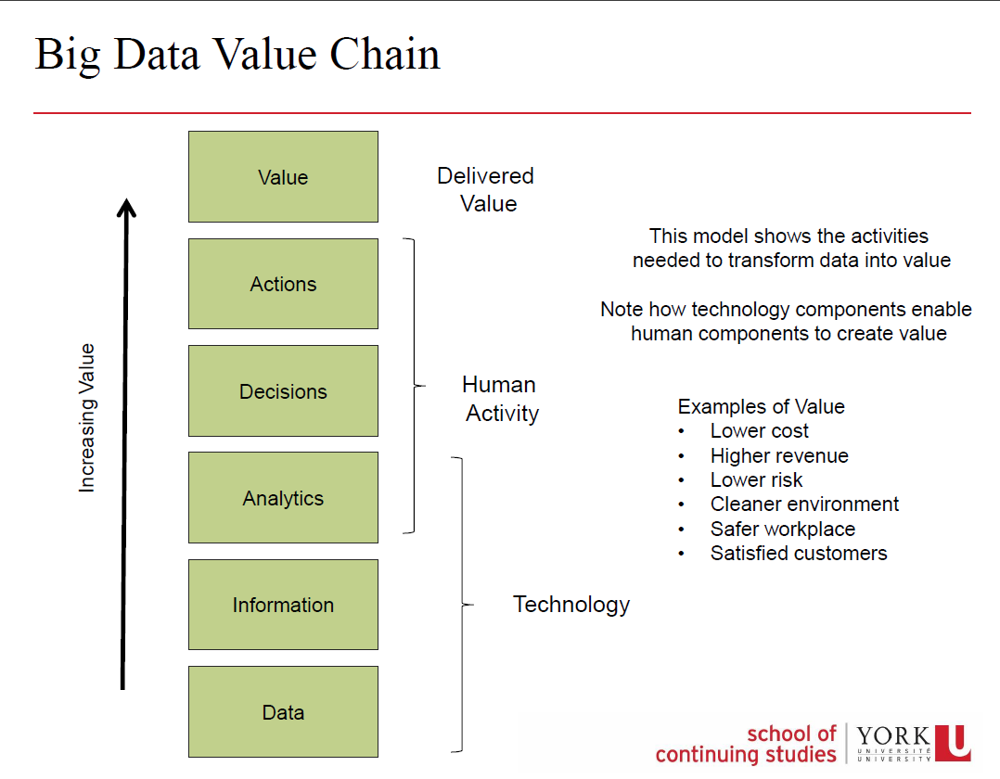 Big Data Value Chain
Value
Delivered
Value
Actions
Decisions
Analytics
Information
Data
Increasing Value
Human
Activity
Technology
This model shows the activities
needed to transform data into value
Note how technology components enable
human components to create value
Examples of Value
• Lower cost
• Higher revenue
• Lower risk
• Cleaner environment
• Safer workplace
• Satisfied customers
school of
continuing studies
YORK U
UNIVERSITÉ
UNIVERSITY